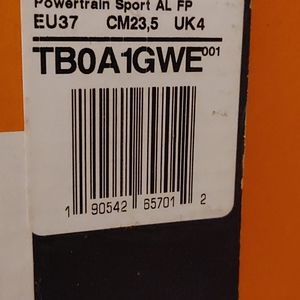 Powertrain Sport AL FP
EU37 CM23,5 UK4
TB0A1GWE001
1 90542 65701 2